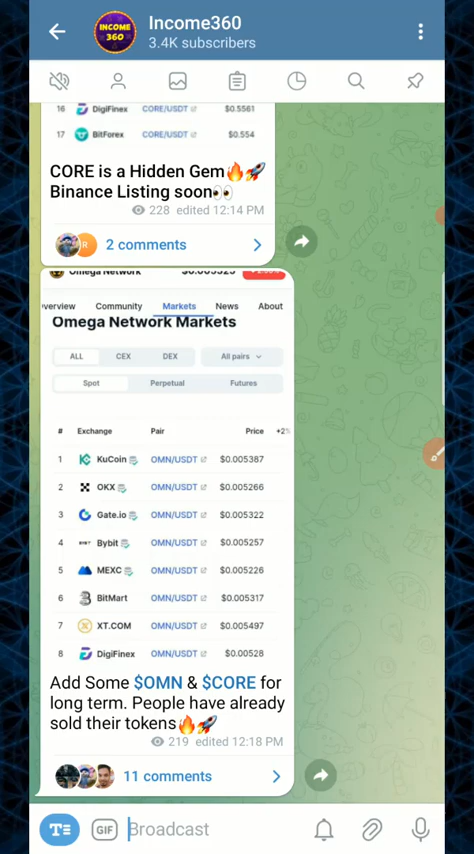 INCOME 360
Income360
3.4K subscribers
16 DigiFinex CORE/USDT $0.5561
17 BitForex CORE/USDT $0.554
CORE is a Hidden Gem🔥🚀
Binance Listing soon👀
228 edited 12:14 PM
R 2 comments
Omega Network
Overview Community Markets News About
Omega Network Markets
ALL CEX DEX All pairs
Spot Perpetual Futures
# Exchange Pair Price +2%
1 KuCoin OMN/USDT $0.005387
2 OKX OMN/USDT $0.005266
3 Gate.io OMN/USDT $0.005322
4 Bybit OMN/USDT $0.005257
5 MEXC OMN/USDT $0.005226
6 BitMart OMN/USDT $0.005317
7 XT.COM OMN/USDT $0.005497
8 DigiFinex OMN/USDT $0.00528
Add Some $OMN & $CORE for
long term. People have already
sold their tokens🔥🚀
219 edited 12:18 PM
11 comments
T GIF Broadcast